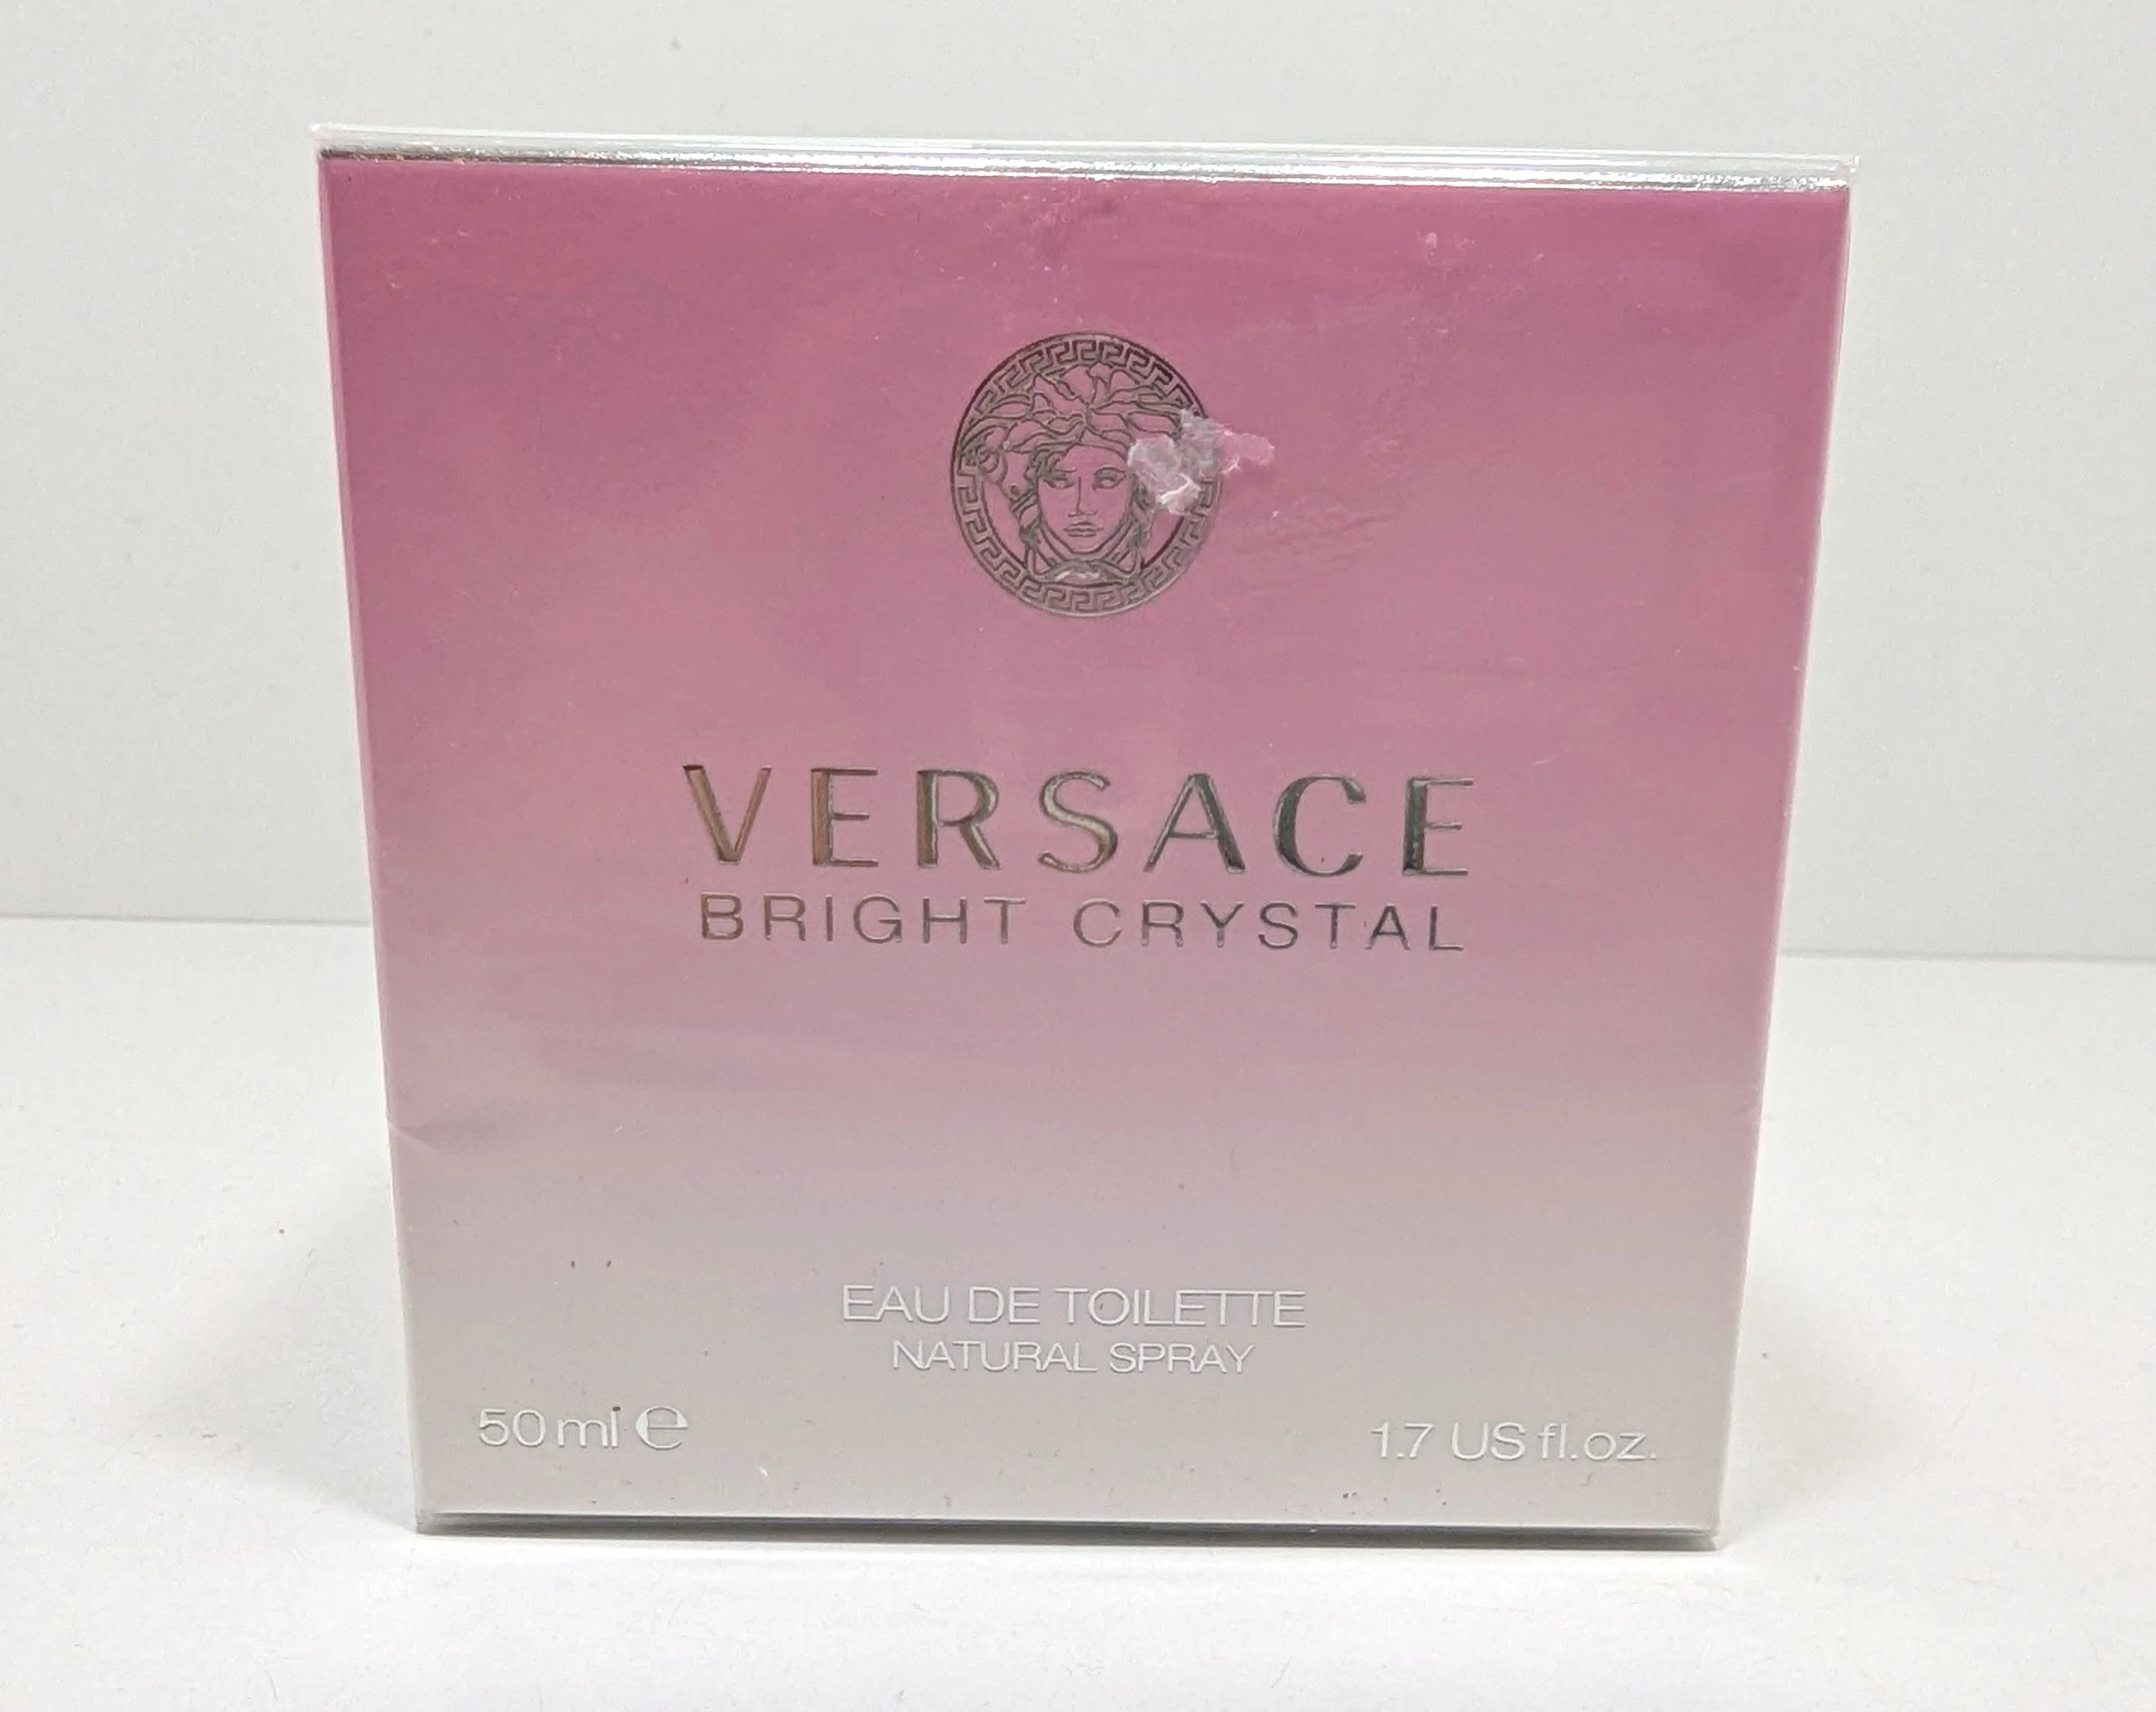 VERSACE
BRIGHT CRYSTAL
EAU DE TOILETTE
NATURAL SPRAY
50 ml ℮
1.7 US fl.oz.